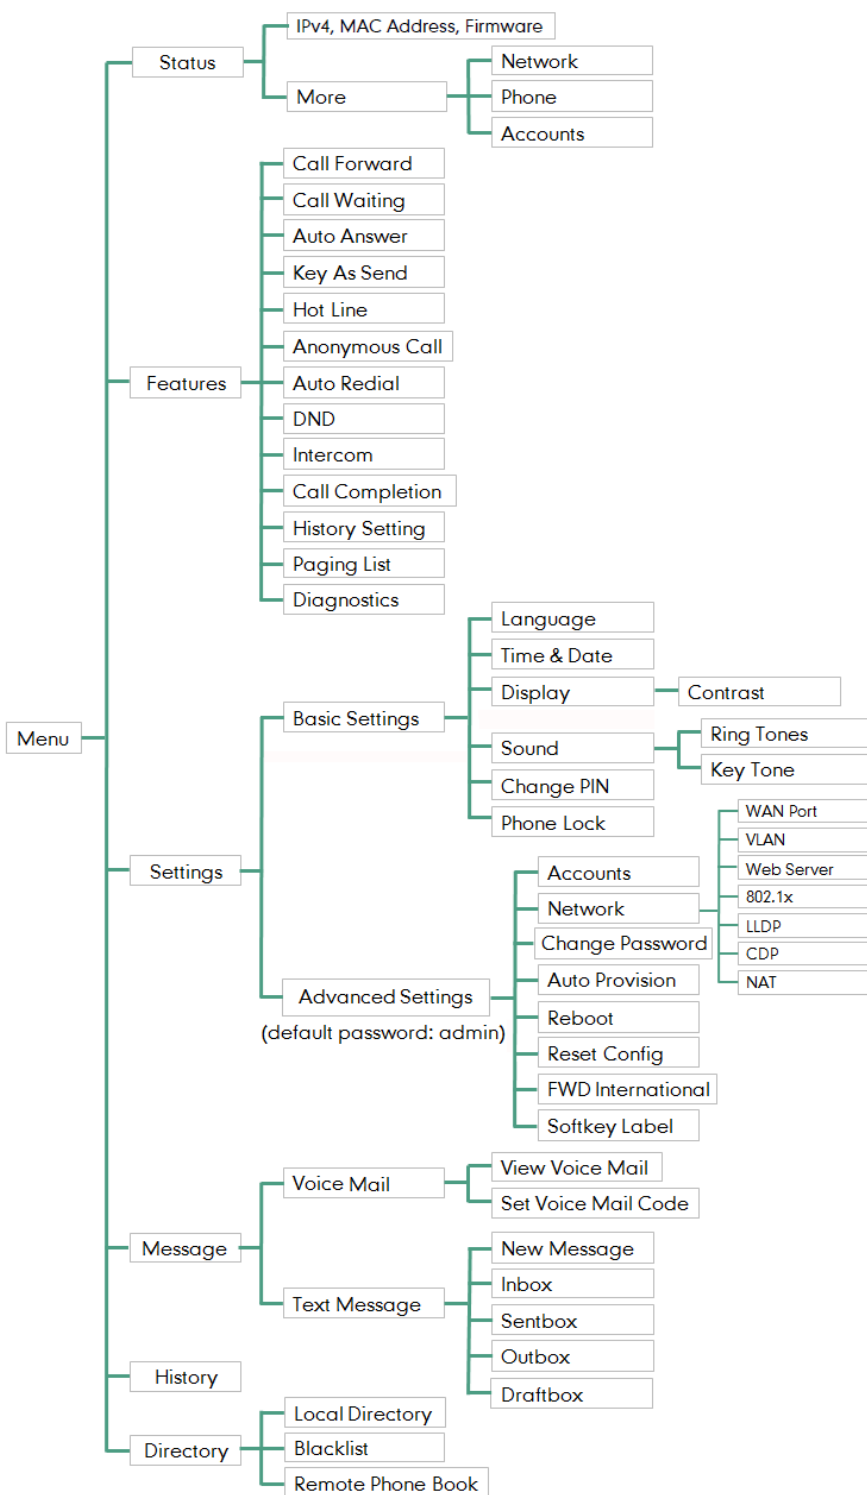 IPv4, MAC Address, Firmware
Status
Network
More
Phone
Accounts
Call Forward
Call Waiting
Auto Answer
Key As Send
Hot Line
Anonymous Call
Features
Auto Redial
DND
Intercom
Call Completion
History Setting
Paging List
Diagnostics
Language
Time & Date
Display
Contrast
Basic Settings
Menu
Ring Tones
Sound
Key Tone
Change PIN
Phone Lock
WAN Port
VLAN
Settings
Accounts
Web Server
802.1x
Network
LLDP
Change Password
CDP
Auto Provision
NAT
Advanced Settings
(default password: admin)
Reboot
Reset Config
FWD International
Softkey Label
View Voice Mail
Voice Mail
Set Voice Mail Code
Message
New Message
Inbox
Text Message
Sentbox
Outbox
History
Draftbox
Local Directory
Directory
Blacklist
Remote Phone Book